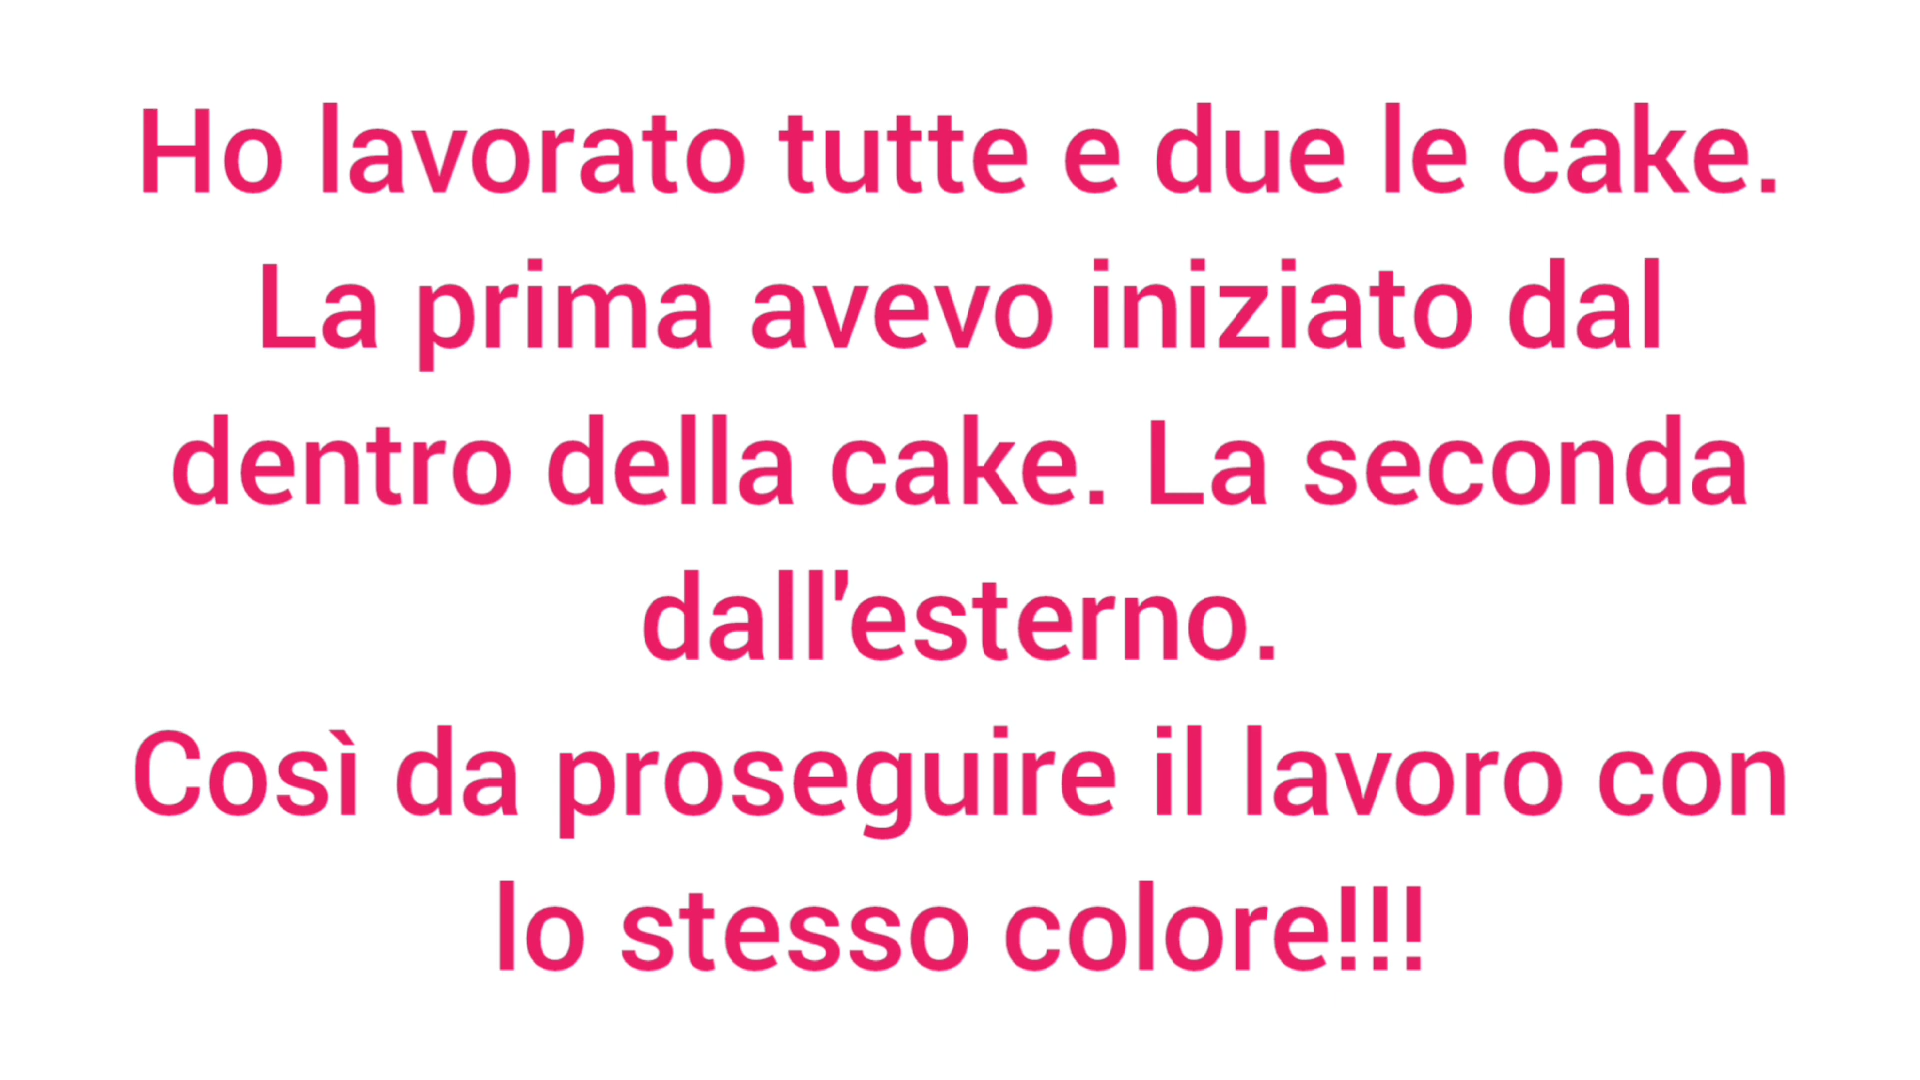 Ho lavorato tutte e due le cake.
La prima avevo iniziato dal
dentro della cake. La seconda
dall'esterno.
Così da proseguire il lavoro con
lo stesso colore!!!